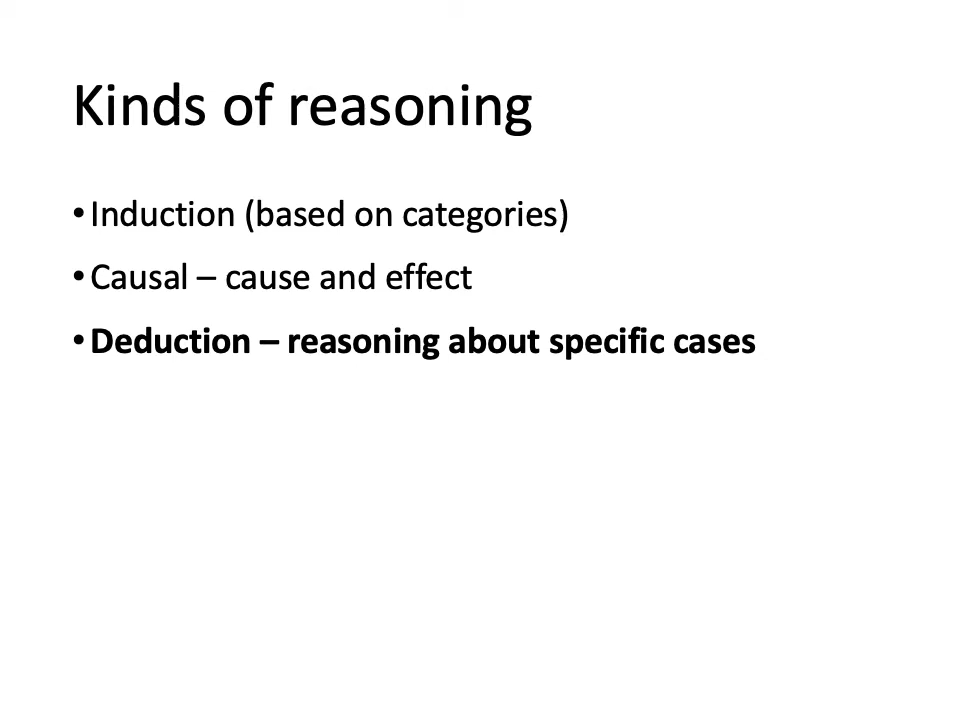 Kinds of reasoning
• Induction (based on categories)
• Causal – cause and effect
• Deduction – reasoning about specific cases